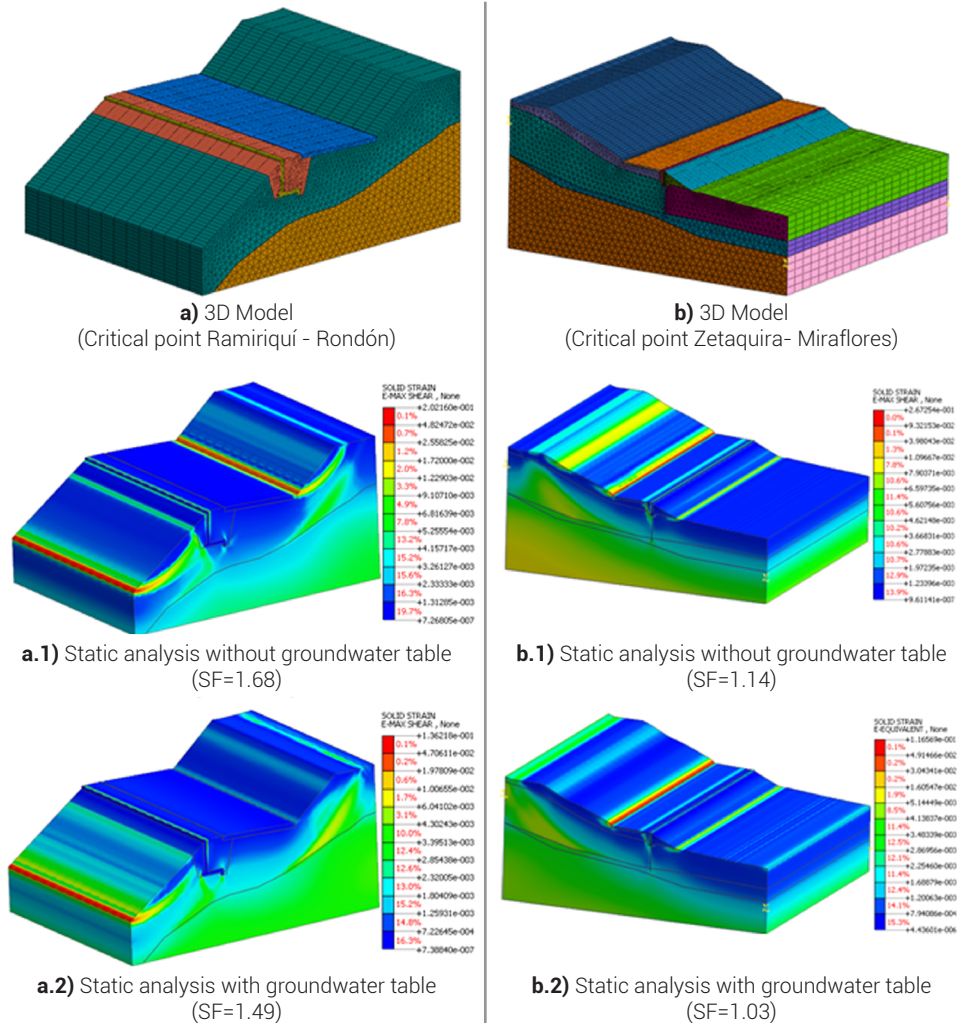 a) 3D Model
(Critical point Ramiriquí - Rondón)
b) 3D Model
(Critical point Zetaquira- Miraflores)
SOLID STRAIN
E-MAX SHEAR , None
+2.02160e-001
0.1%
+4.82472e-002
0.7%
+2.55825e-002
1.2%
+1.72000e-002
2.0%
+1.22903e-002
3.3%
+9.10710e-003
4.9%
+6.81639e-003
7.8%
+5.25554e-003
13.2%
+4.15717e-003
15.2%
+3.26127e-003
15.6%
+2.33333e-003
16.3%
+1.31285e-003
19.7%
+7.26805e-007
a.1) Static analysis without groundwater table
(SF=1.68)
SOLID STRAIN
E-MAX SHEAR , None
+2.67254e-001
0.0%
+9.32153e-002
0.1%
+3.98043e-002
1.3%
+1.09667e-002
7.8%
+7.90371e-003
10.6%
+6.59735e-003
11.4%
+5.60756e-003
10.6%
+4.62148e-003
10.2%
+3.66831e-003
10.6%
+2.77883e-003
10.7%
+1.97235e-003
12.9%
+1.23396e-003
13.9%
+9.61141e-007
b.1) Static analysis without groundwater table
(SF=1.14)
SOLID STRAIN
E-MAX SHEAR , None
+1.36218e-001
0.1%
+4.70611e-002
0.2%
+1.97809e-002
0.6%
+1.00655e-002
1.7%
+6.04102e-003
3.1%
+4.30243e-003
10.0%
+3.39513e-003
12.4%
+2.85438e-003
12.6%
+2.32005e-003
13.0%
+1.80409e-003
15.2%
+1.25931e-003
14.8%
+7.22645e-004
16.3%
+7.38840e-007
a.2) Static analysis with groundwater table
(SF=1.49)
SOLID STRAIN
E-EQUIVALENT , None
+1.16569e-001
0.1%
+4.91466e-002
0.2%
+3.04341e-002
0.2%
+1.60547e-002
1.9%
+5.14449e-003
8.5%
+4.13837e-003
11.4%
+3.48339e-003
12.5%
+2.86956e-003
12.1%
+2.25460e-003
11.4%
+1.68879e-003
12.4%
+1.20063e-003
14.1%
+7.94086e-004
15.3%
+4.43601e-006
b.2) Static analysis with groundwater table
(SF=1.03)